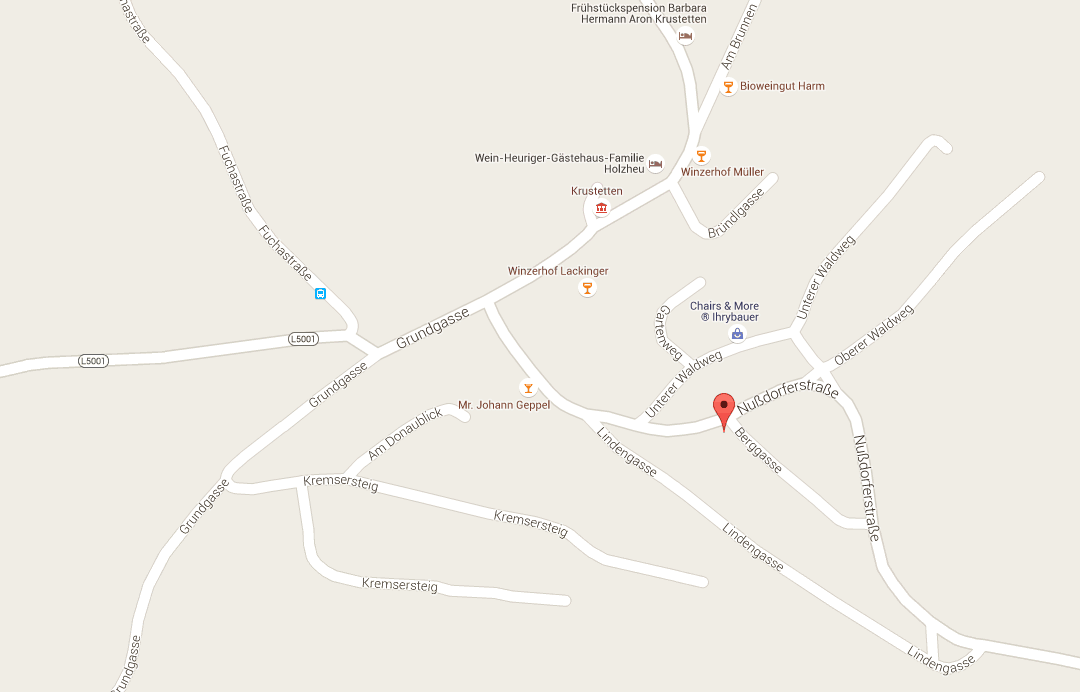 Frühstückspension Barbara
Hermann Aron Krustetten
Am Brunnen
Fuchastraße
Bioweingut Harm
Wein-Heuriger-Gästehaus-Familie
Holzheu
Winzerhof Müller
Fuchastraße
Krustetten
Bründlgasse
Fuchastraße
Unterer Waldweg
Winzerhof Lackinger
Chairs & More
® Ihrybauer
Gartenweg
Grundgasse
Oberer Waldweg
L5001
L5001
Unterer Waldweg
Grundgasse
Nußdorferstraße
Mr. Johann Geppel
Am Donaublick
Berggasse
Lindengasse
Nußdorferstraße
Kremsersteig
Grundgasse
Kremsersteig
Lindengasse
Kremsersteig
Grundgasse
Lindengasse